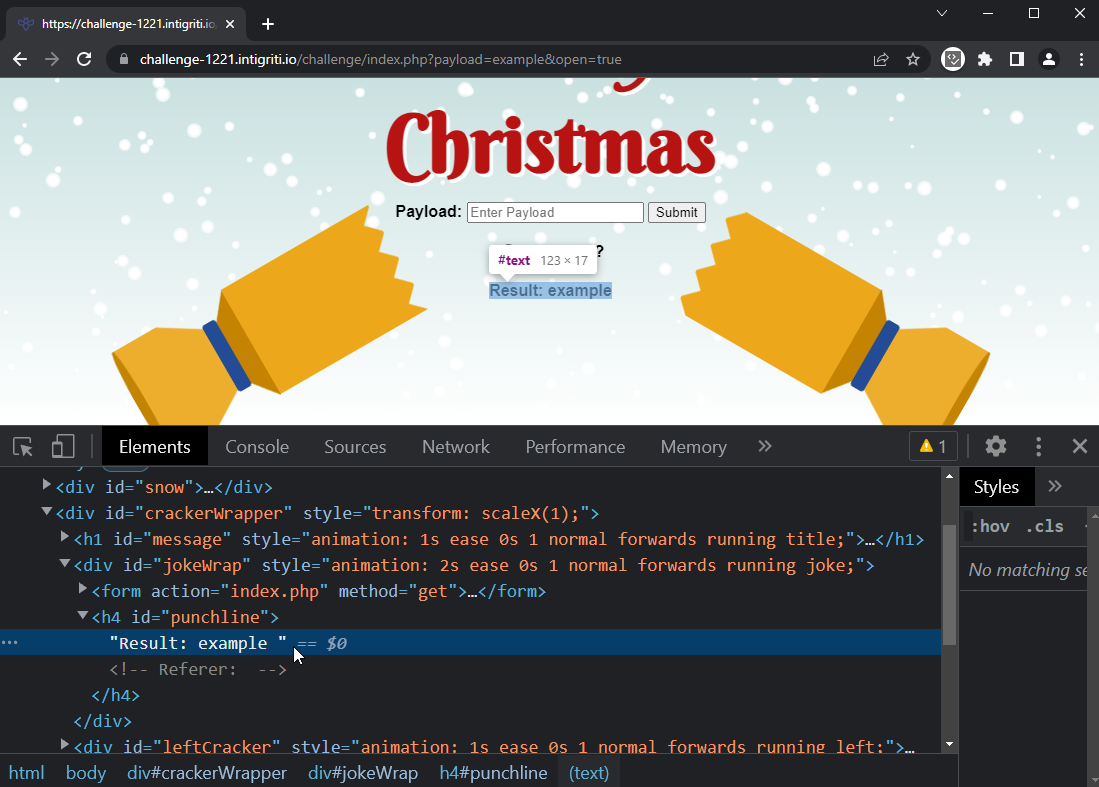 https://challenge-1221.intigriti.io
challenge-1221.intigriti.io/challenge/index.php?payload=example&open=true
Christmas
Payload: Enter Payload Submit
?
#text 123 × 17
Result: example
Elements Console Sources Network Performance Memory » 1
<div id="snow">…</div>
<div id="crackerWrapper" style="transform: scaleX(1);">
<h1 id="message" style="animation: 1s ease 0s 1 normal forwards running title;">…</h1>
<div id="jokeWrap" style="animation: 2s ease 0s 1 normal forwards running joke;">
<form action="index.php" method="get">…</form>
<h4 id="punchline">
"Result: example " == $0
<!-- Referer:  -->
</h4>
</div>
<div id="leftCracker" style="animation: 1s ease 0s 1 normal forwards running left;">…
Styles »
:hov .cls
No matching se
html body div#crackerWrapper div#jokeWrap h4#punchline (text)